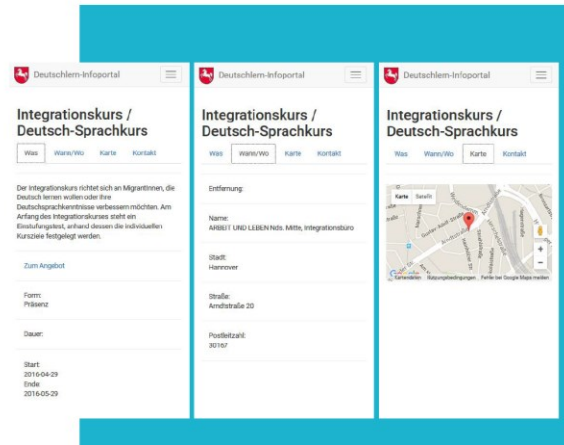 Deutschlern-Infoportal
Integrationskurs /
Deutsch-Sprachkurs
Was Wann/Wo Karte Kontakt
Der Integrationskurs richtet sich an MigrantInnen, die
Deutsch lernen wollen oder ihre
Deutschsprachkenntnisse verbessern möchten. Am
Anfang des Integrationskurses steht ein
Einstufungstest, anhand dessen die individuellen
Kursziele festgelegt werden.
Zum Angebot
Form:
Präsenz
Dauer:
Start:
2016-04-29
Ende:
2016-05-29
Deutschlern-Infoportal
Integrationskurs /
Deutsch-Sprachkurs
Was Wann/Wo Karte Kontakt
Entfernung:
Name:
ARBEIT UND LEBEN Nds. Mitte, Integrationsbüro
Stadt:
Hannover
Straße:
Arndtstraße 20
Postleitzahl:
30167
Deutschlern-Infoportal
Integrationskurs /
Deutsch-Sprachkurs
Was Wann/Wo Karte Kontakt
Karte Satellit
Gustav-Adolf-Straße
Arndtstraße
Google
Kartendaten Nutzungsbedingungen Fehler bei Google Maps melden